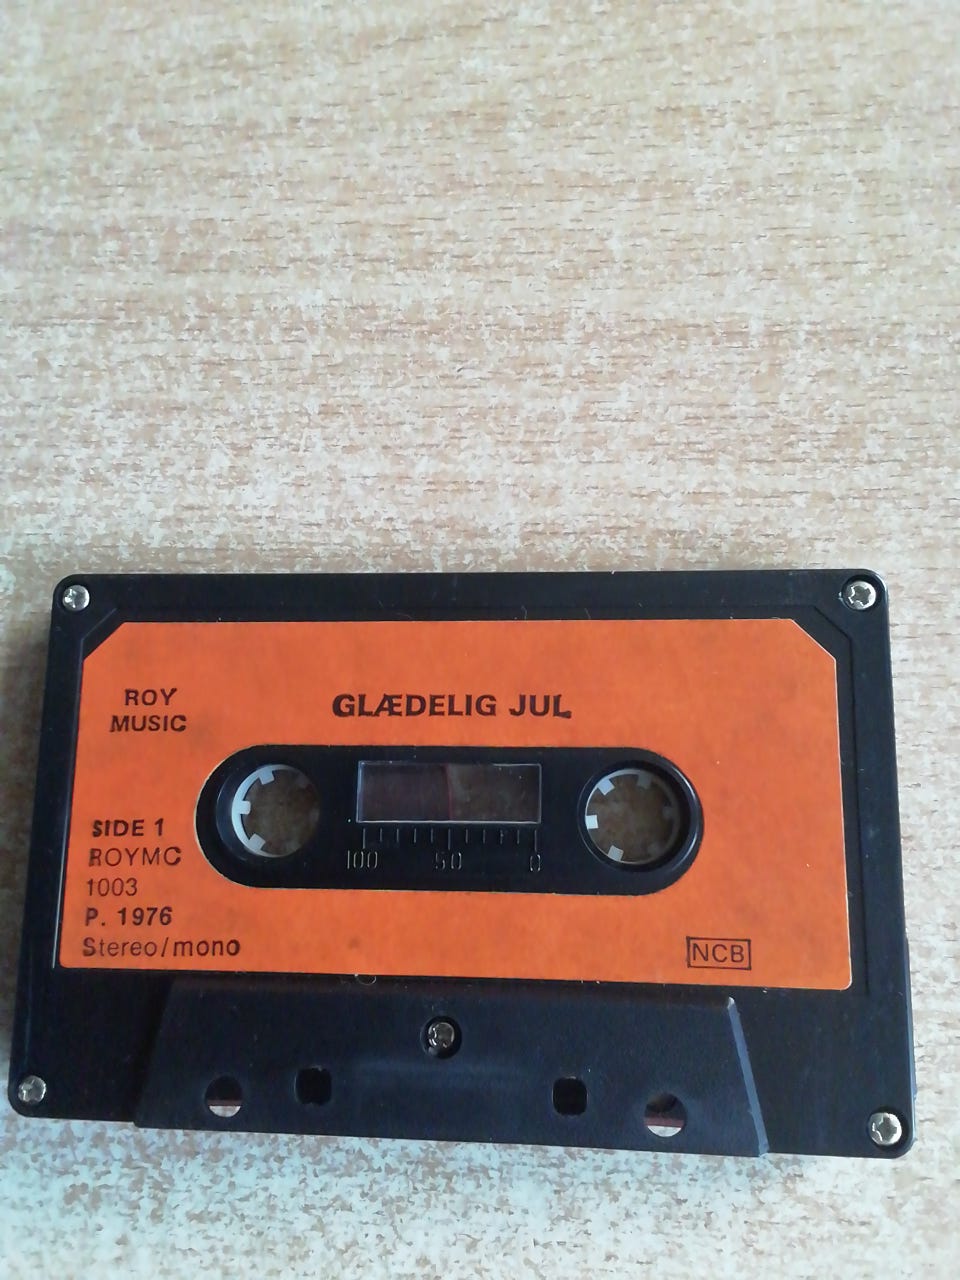 ROY
MUSIC
GLÆDELIG JUL
SIDE 1
ROYMC
1003
P. 1976
Stereo/mono
100 50 0
NCB